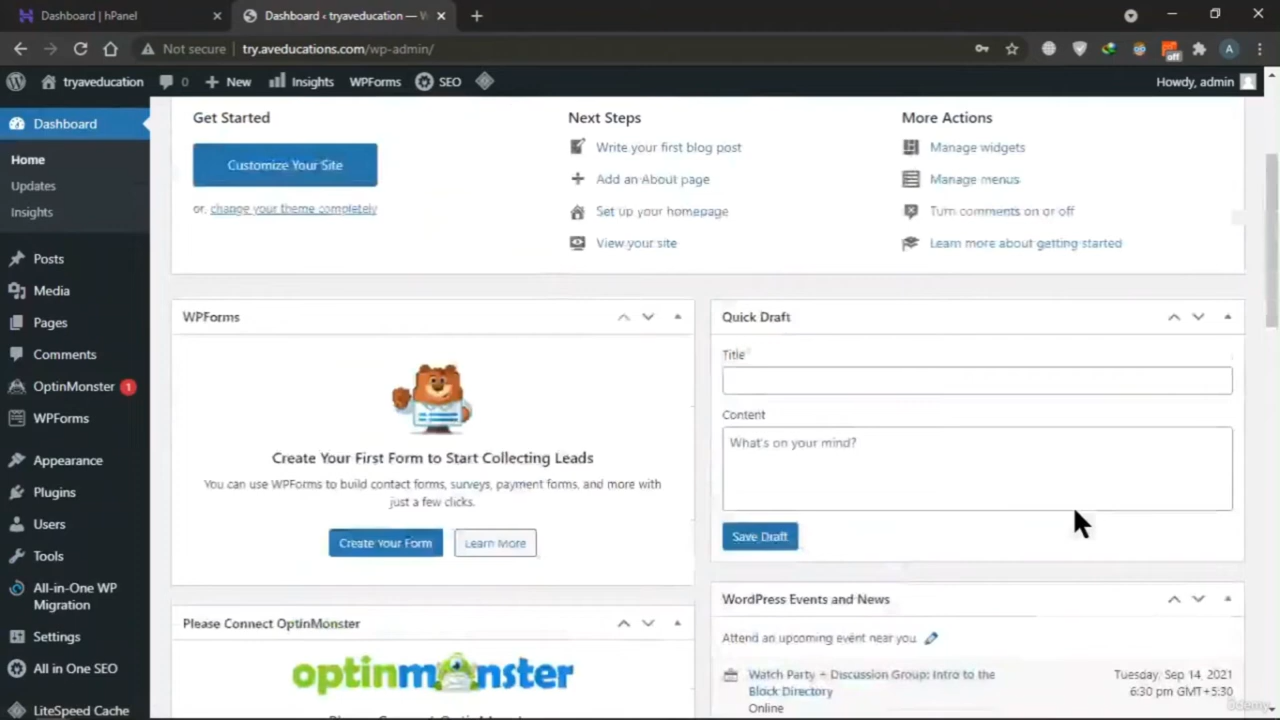 Dashboard | hPanel
Dashboard ‹ tryaveducation — W
Not secure
try.aveducations.com/wp-admin/
A
off
tryaveducation
0
New
Insights
WPForms
SEO
Howdy, admin
Dashboard
Home
Updates
Insights
Posts
Media
Pages
Comments
OptinMonster 1
WPForms
Appearance
Plugins
Users
Tools
All-in-One WP
Migration
Settings
All in One SEO
LiteSpeed Cache
Get Started
Customize Your Site
or, change your theme completely
Next Steps
Write your first blog post
Add an About page
Set up your homepage
View your site
More Actions
Manage widgets
Manage menus
Turn comments on or off
Learn more about getting started
WPForms
Create Your First Form to Start Collecting Leads
You can use WPForms to build contact forms, surveys, payment forms, and more with
just a few clicks.
Create Your Form
Learn More
Please Connect OptinMonster
optinmonster
Quick Draft
Title
Content
What's on your mind?
Save Draft
WordPress Events and News
Attend an upcoming event near you.
Watch Party + Discussion Group: Intro to the
Block Directory
Online
Tuesday, Sep 14, 2021
6:30 pm GMT+5:30
ûdemy